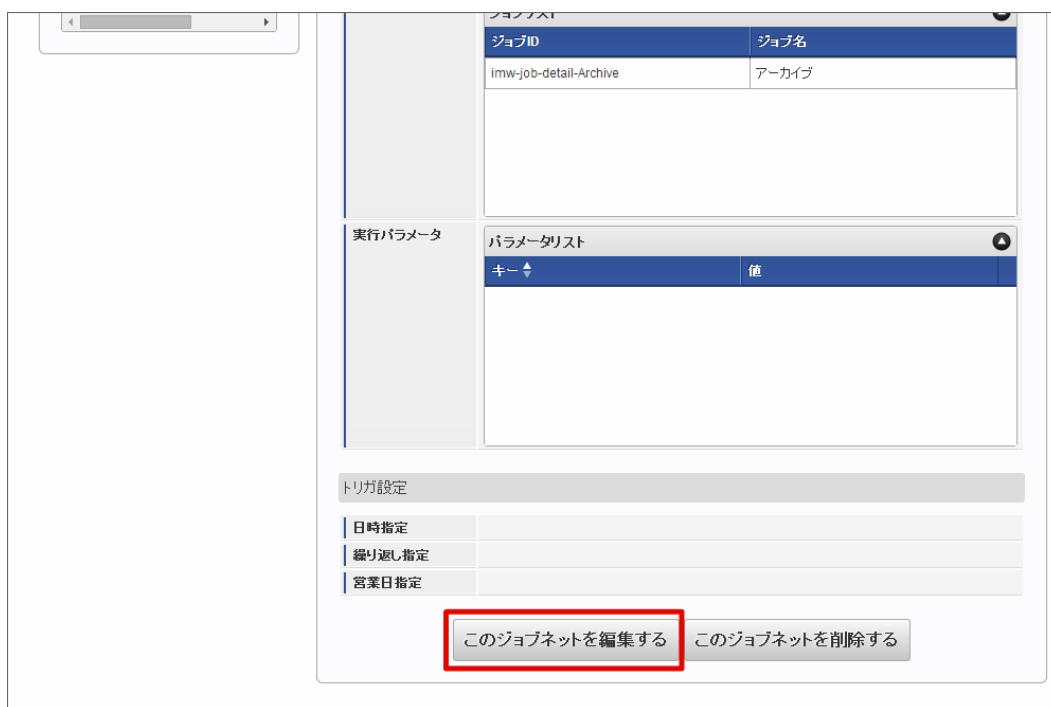 ジョブリスト
ジョブID ジョブ名
imw-job-detail-Archive アーカイブ
実行パラメータ
パラメータリスト
キー 値
トリガ設定
日時指定
繰り返し指定
営業日指定
このジョブネットを編集する このジョブネットを削除する